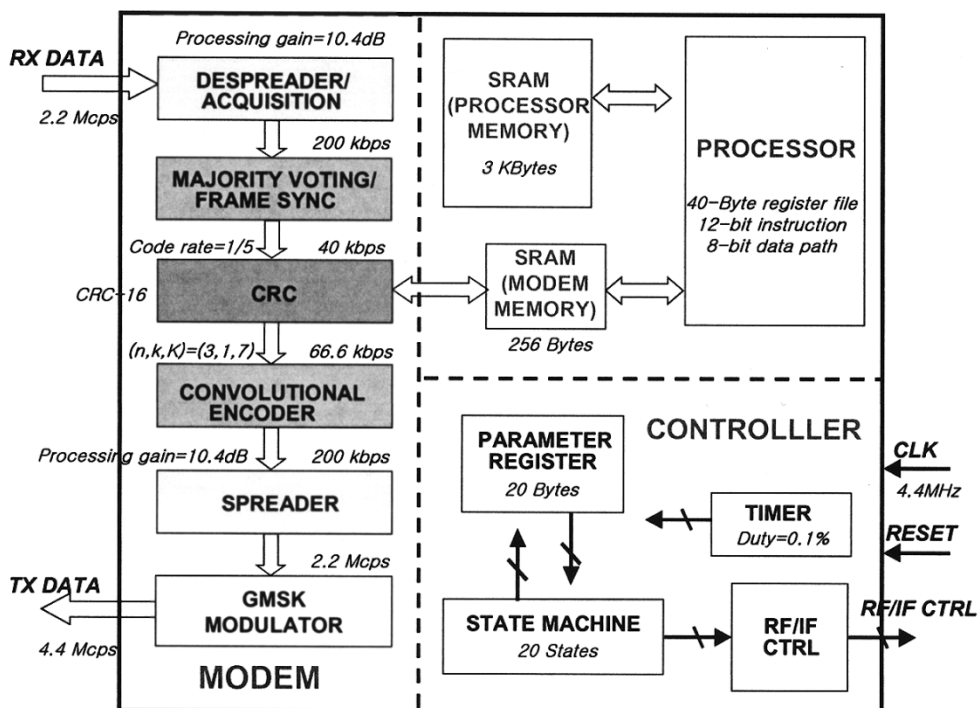 Processing gain=10.4dB
RX DATA
2.2 Mcps
DESPREADER/
ACQUISITION
200 kbps
MAJORITY VOTING/
FRAME SYNC
Code rate=1/5
40 kbps
CRC-16
CRC
(n,k,K)=(3,1,7)
66.6 kbps
CONVOLUTIONAL
ENCODER
Processing gain=10.4dB
200 kbps
SPREADER
2.2 Mcps
TX DATA
4.4 Mcps
GMSK
MODULATOR
MODEM
SRAM
(PROCESSOR
MEMORY)
3 KBytes
PROCESSOR
40-Byte register file
12-bit instruction
8-bit data path
SRAM
(MODEM
MEMORY)
256 Bytes
CONTROLLLER
PARAMETER
REGISTER
20 Bytes
TIMER
Duty=0.1%
CLK
4.4MHz
RESET
STATE MACHINE
20 States
RF/IF
CTRL
RF/IF CTRL